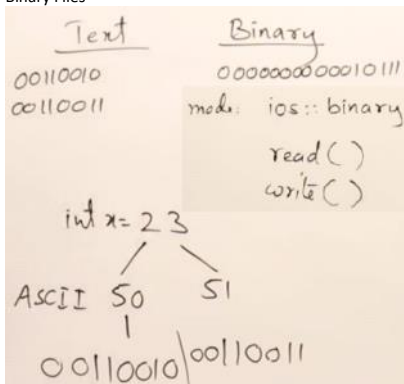 Binary Files
Text
00110010
00110011
Binary
0000000000010111
mode: ios::binary
read()
write()
int x = 23
ASCII 50 51
00110010|00110011